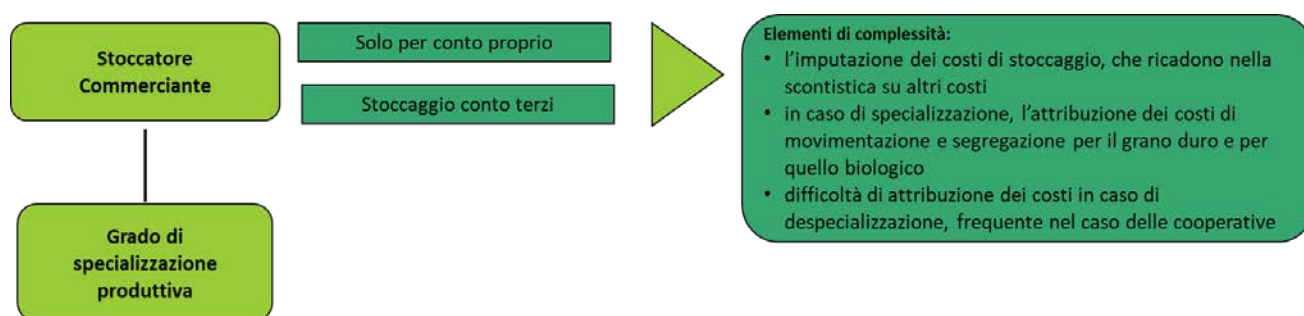 Stoccatore
Commerciante
Solo per conto proprio
Stoccaggio conto terzi
Elementi di complessità:
• l'imputazione dei costi di stoccaggio, che ricadono nella
scontistica su altri costi
• in caso di specializzazione, l'attribuzione dei costi di
movimentazione e segregazione per il grano duro e per
quello biologico
• difficoltà di attribuzione dei costi in caso di
despecializzazione, frequente nel caso delle cooperative
Grado di
specializzazione
produttiva